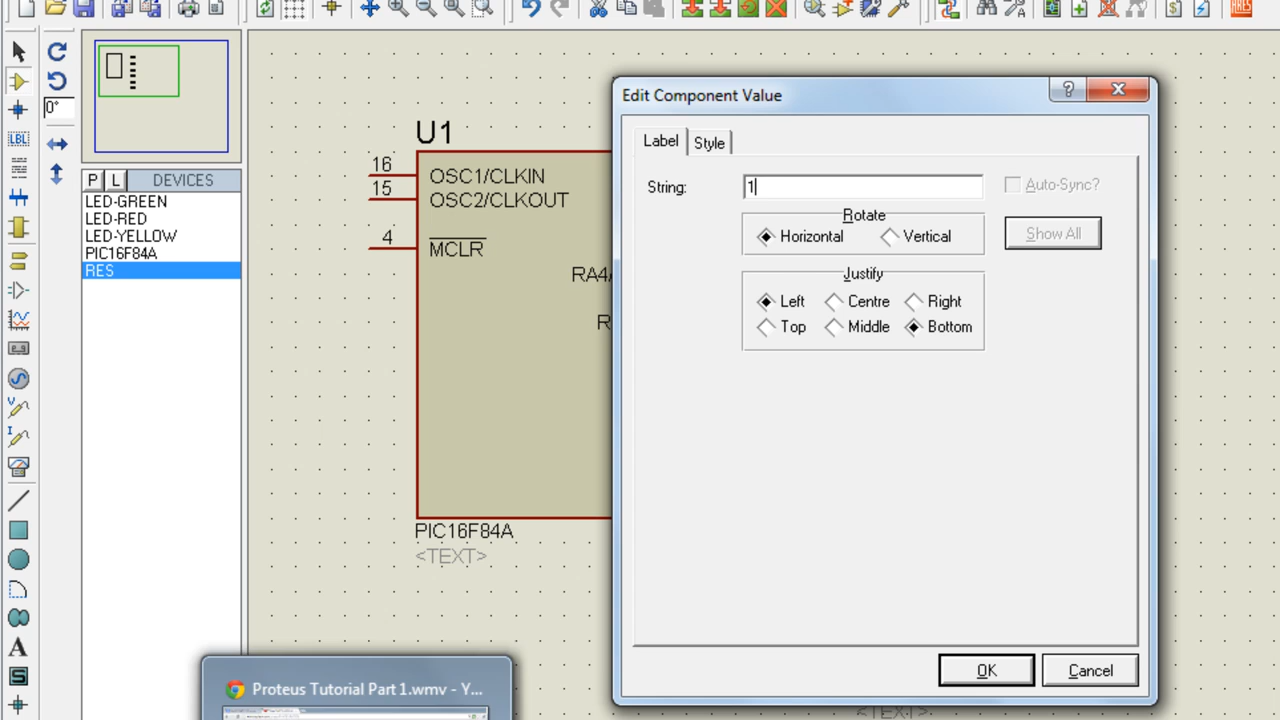 ARES
Edit Component Value
?
Label
Style
0°
LBL
U1
16
OSC1/CLKIN
15
OSC2/CLKOUT
4
MCLR
RA4/
R
P L DEVICES
LED-GREEN
LED-RED
LED-YELLOW
PIC16F84A
RES
String:
1
Auto-Sync?
Rotate
Horizontal
Vertical
Show All
Justify
Left
Centre
Right
Top
Middle
Bottom
V
I
A
S
PIC16F84A
<TEXT>
Proteus Tutorial Part 1.wmv - Y...
OK
Cancel
<TEXT>